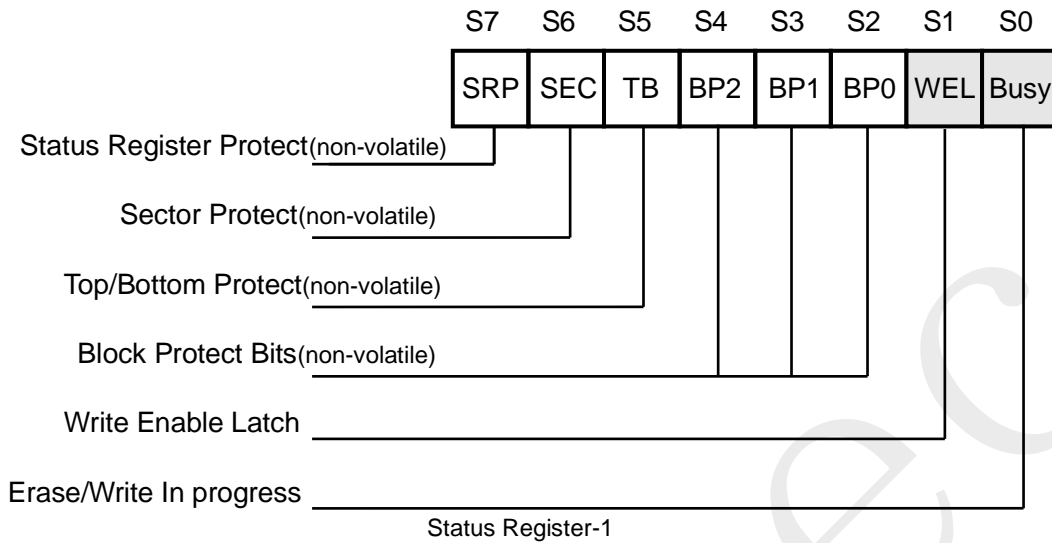 S7 S6 S5 S4 S3 S2 S1 S0
SRP SEC TB BP2 BP1 BP0 WEL Busy
Status Register Protect(non-volatile)
Sector Protect(non-volatile)
Top/Bottom Protect(non-volatile)
Block Protect Bits(non-volatile)
Write Enable Latch
Erase/Write In progress
Status Register-1
ec